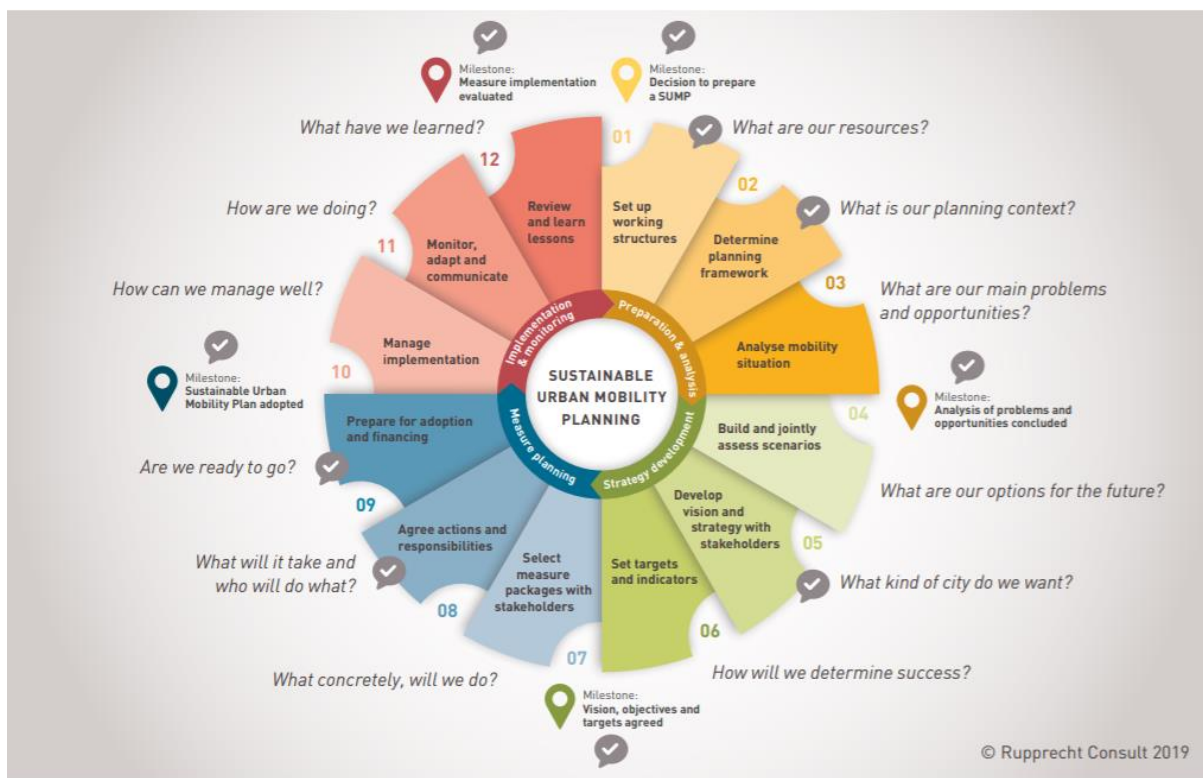 Milestone:
Measure implementation
evaluated
Milestone:
Decision to prepare
a SUMP
What have we learned?
What are our resources?
01
Set up
working
structures
02
Determine
planning
framework
What is our planning context?
03
Analyse mobility
situation
What are our main problems
and opportunities?
Milestone:
Analysis of problems and
opportunities concluded
04
Build and jointly
assess scenarios
What are our options for the future?
05
Develop
vision and
strategy with
stakeholders
What kind of city do we want?
06
Set targets
and indicators
How will we determine success?
Milestone:
Vision, objectives and
targets agreed
07
Select
measure
packages with
stakeholders
What concretely, will we do?
08
Agree actions and
responsibilities
What will it take and
who will do what?
09
Prepare for adoption
and financing
Are we ready to go?
Milestone:
Sustainable Urban
Mobility Plan adopted
10
Manage
implementation
How can we manage well?
11
Monitor,
adapt and
communicate
How are we doing?
12
Review
and learn
lessons
Preparation & analysis
Strategy development
Measure planning
Implementation
& monitoring
SUSTAINABLE
URBAN MOBILITY
PLANNING
© Rupprecht Consult 2019